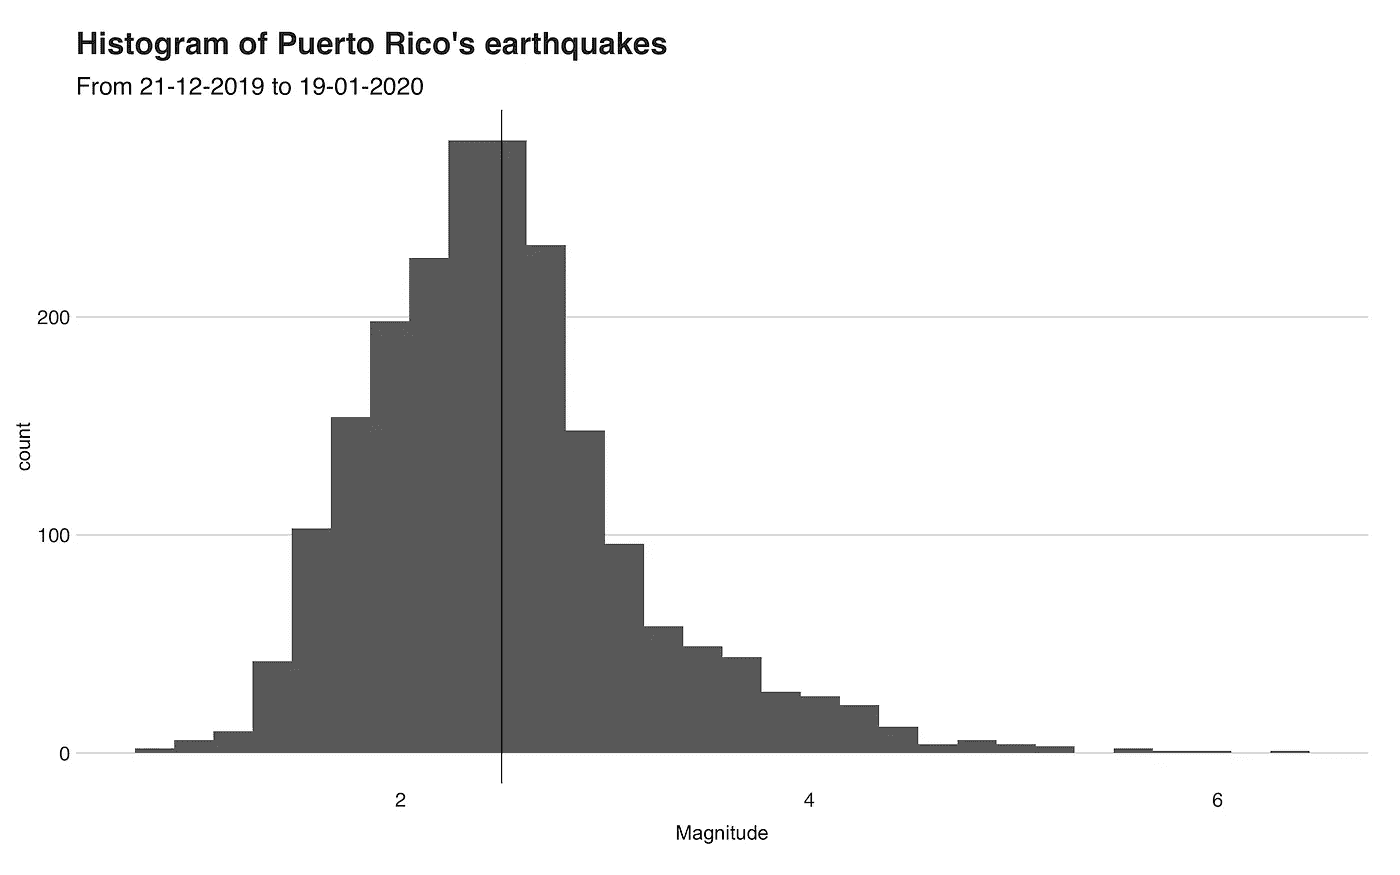 Histogram of Puerto Rico's earthquakes
From 21-12-2019 to 19-01-2020
200
100
0
count
2 4 6
Magnitude